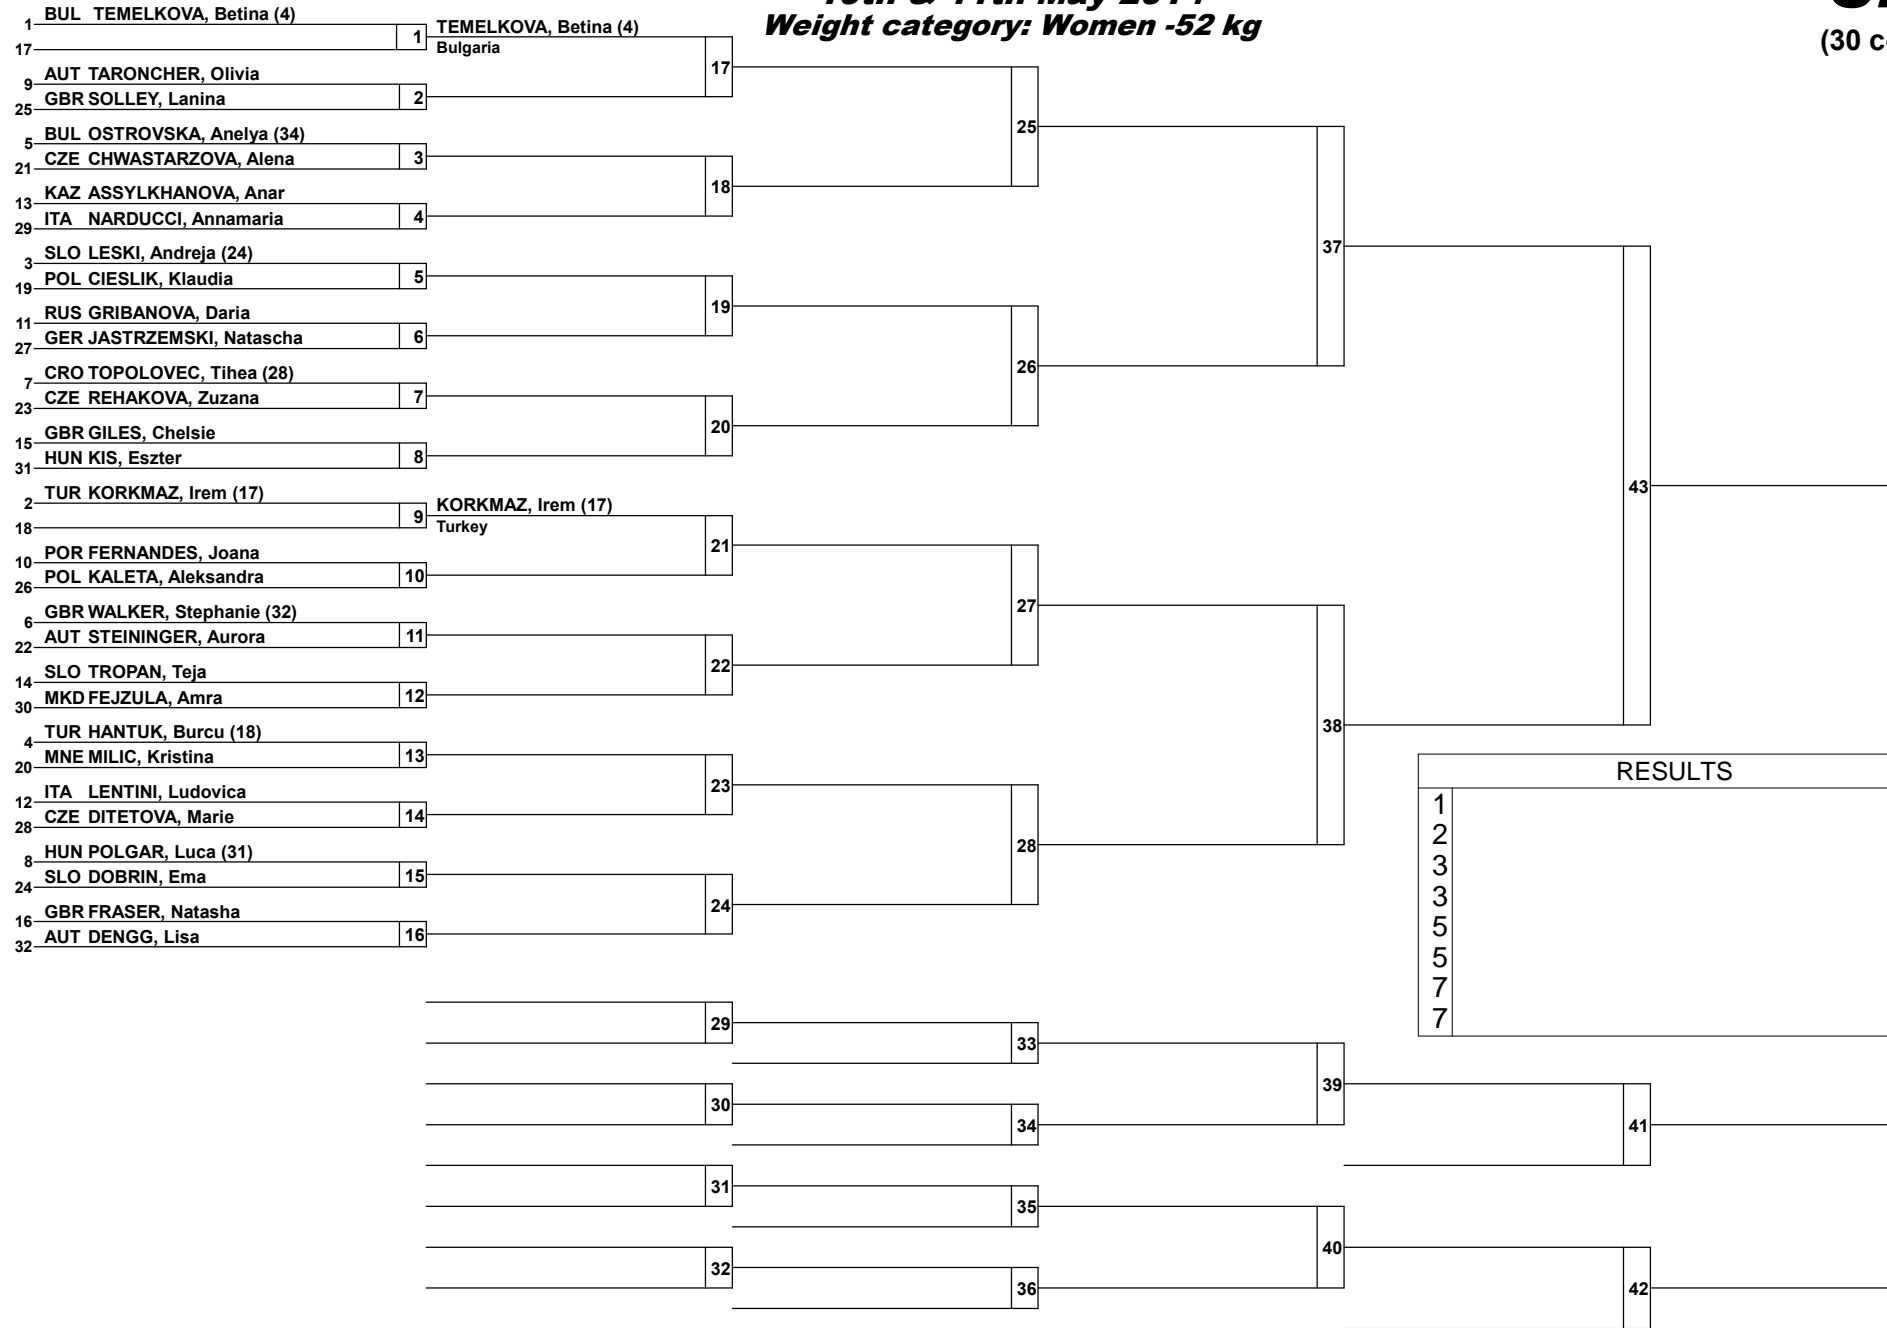 Weight category: Women -52 kg
(30 c
1 BUL TEMELKOVA, Betina (4)
17
1
TEMELKOVA, Betina (4)
Bulgaria
9 AUT TARONCHER, Olivia
25 GBR SOLLEY, Lanina
2
17
5 BUL OSTROVSKA, Anelya (34)
21 CZE CHWASTARZOVA, Alena
3
13 KAZ ASSYLKHANOVA, Anar
29 ITA NARDUCCI, Annamaria
4
18
25
3 SLO LESKI, Andreja (24)
19 POL CIESLIK, Klaudia
5
11 RUS GRIBANOVA, Daria
27 GER JASTRZEMSKI, Natascha
6
19
7 CRO TOPOLOVEC, Tihea (28)
23 CZE REHAKOVA, Zuzana
7
15 GBR GILES, Chelsie
31 HUN KIS, Eszter
8
20
26
37
2 TUR KORKMAZ, Irem (17)
18
9
KORKMAZ, Irem (17)
Turkey
10 POR FERNANDES, Joana
26 POL KALETA, Aleksandra
10
21
6 GBR WALKER, Stephanie (32)
22 AUT STEININGER, Aurora
11
14 SLO TROPAN, Teja
30 MKD FEJZULA, Amra
12
22
27
4 TUR HANTUK, Burcu (18)
20 MNE MILIC, Kristina
13
12 ITA LENTINI, Ludovica
28 CZE DITETOVA, Marie
14
23
8 HUN POLGAR, Luca (31)
24 SLO DOBRIN, Ema
15
16 GBR FRASER, Natasha
32 AUT DENGG, Lisa
16
24
28
38
43
RESULTS
1
2
3
3
5
5
7
7
29
33
30
34
39
41
31
35
32
36
40
42